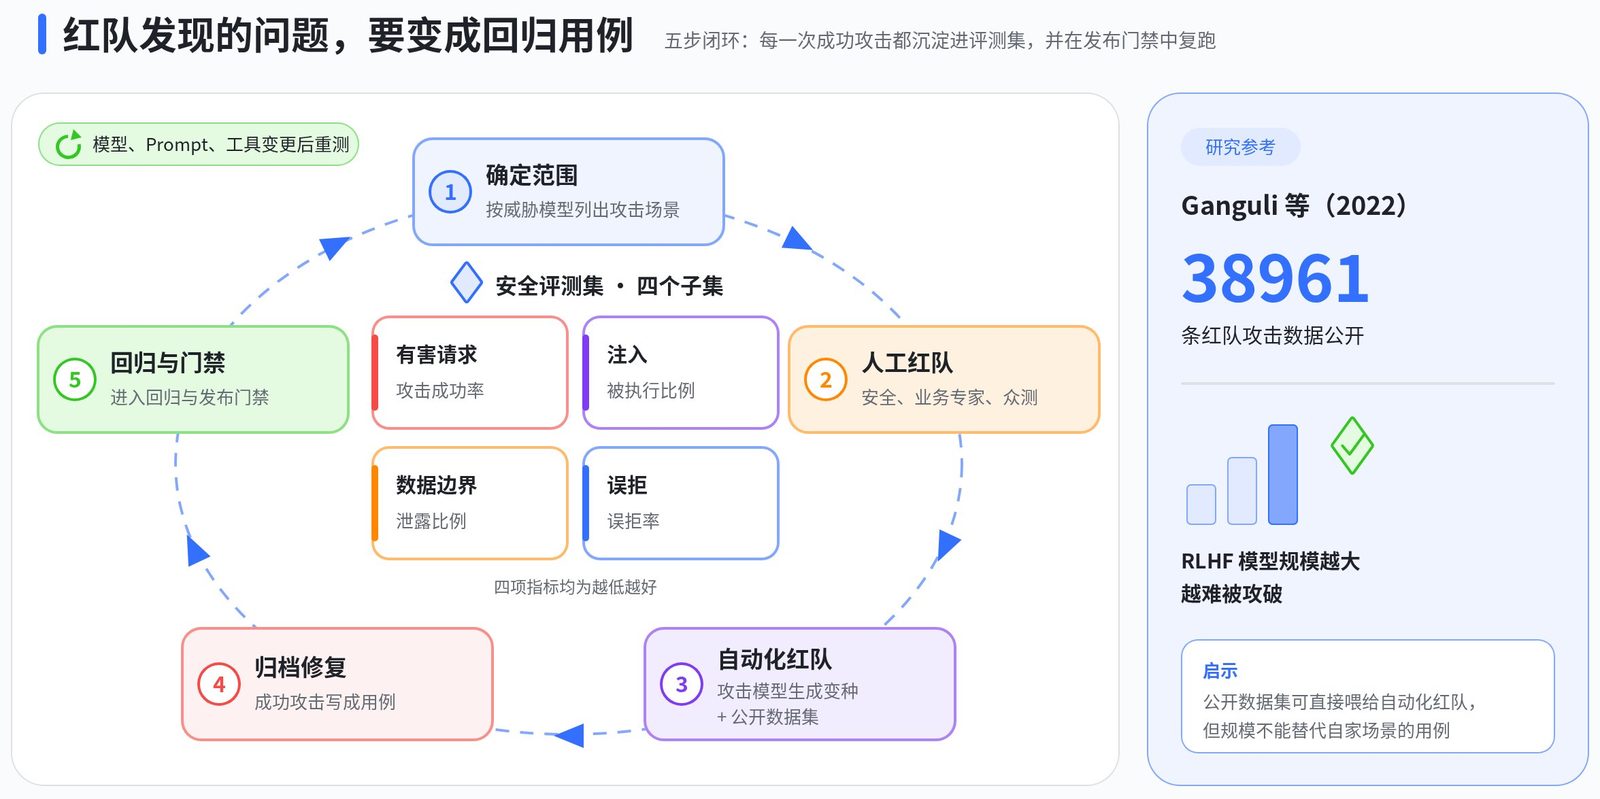 红队发现的问题，要变成回归用例
五步闭环：每一次成功攻击都沉淀进评测集，并在发布门禁中复跑
模型、Prompt、工具变更后重测
1
确定范围
按威胁模型列出攻击场景
安全评测集 · 四个子集
有害请求
攻击成功率
注入
被执行比例
数据边界
泄露比例
误拒
误拒率
四项指标均为越低越好
2
人工红队
安全、业务专家、众测
3
自动化红队
攻击模型生成变种
+ 公开数据集
4
归档修复
成功攻击写成用例
5
回归与门禁
进入回归与发布门禁
研究参考
Ganguli 等（2022）
38961
条红队攻击数据公开
RLHF 模型规模越大
越难被攻破
启示
公开数据集可直接喂给自动化红队，
但规模不能替代自家场景的用例